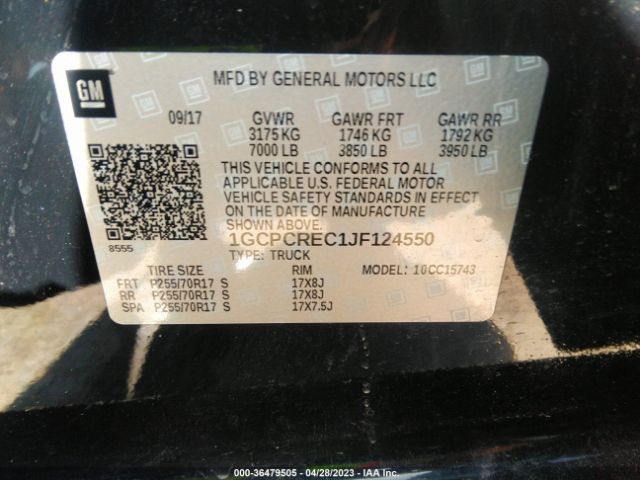 GM
MFD BY GENERAL MOTORS LLC
09/17 GVWR GAWR FRT GAWR RR
3175 KG 1746 KG 1792 KG
7000 LB 3850 LB 3950 LB
THIS VEHICLE CONFORMS TO ALL
APPLICABLE U.S. FEDERAL MOTOR
VEHICLE SAFETY STANDARDS IN EFFECT
ON THE DATE OF MANUFACTURE
SHOWN ABOVE.
1GCPCREC1JF124550
8555
TYPE: TRUCK
TIRE SIZE RIM MODEL: 10CC15743
FRT P255/70R17 S 17X8J
RR P255/70R17 S 17X8J
SPA P255/70R17 S 17X7.5J
© COPART - 36479505 - 04/28/2023 - IAA Inc.